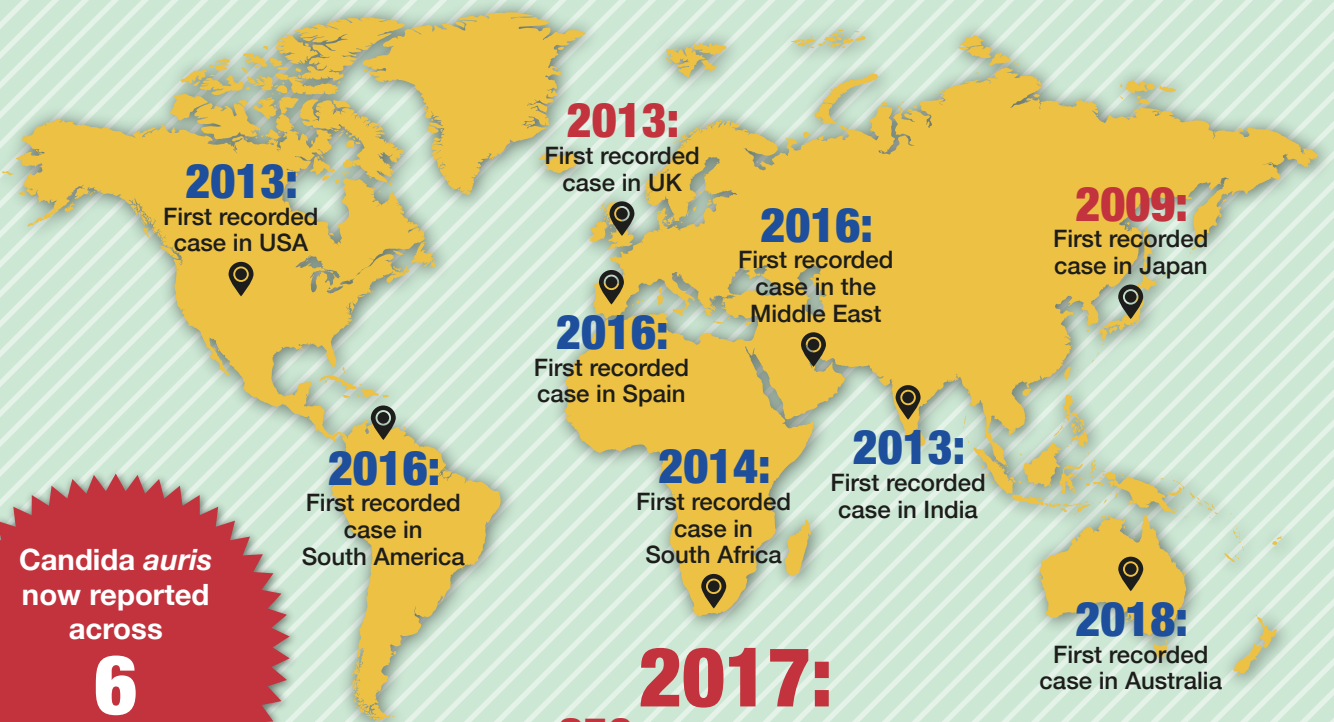 2013:
First recorded
case in UK
2013:
First recorded
case in USA
2009:
First recorded
case in Japan
2016:
First recorded
case in the
Middle East
2016:
First recorded
case in Spain
2013:
First recorded
case in India
2016:
First recorded
case in
South America
2014:
First recorded
case in
South Africa
Candida auris
now reported
across
6
2018:
First recorded
case in Australia
2017: